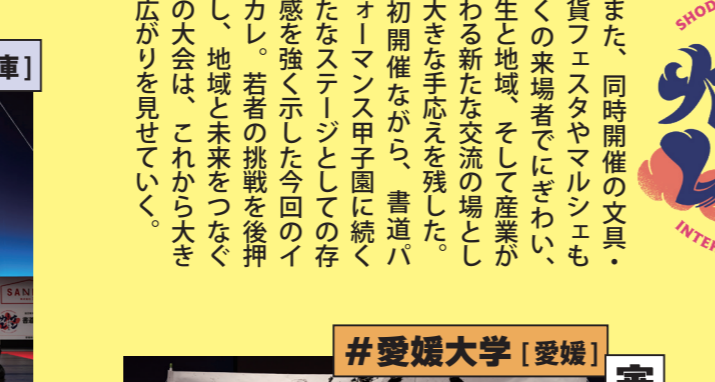 また、同時開催の文具・
貨フェスタやマルシェも
くの来場者でにぎわい、
生と地域、そして産業が
わる新たな交流の場とし
大きな手応えを残した。
初開催ながら、書道パ
ォーマンス甲子園に続く
たなステージとしての存
感を強く示した今回のイ
カレ。若者の挑戦を後押
し、地域と未来をつなぐ
の大会は、これから大き
広がりを見せていく。
庫]
SHOD
INTER
SAN
#愛媛大学[愛媛]